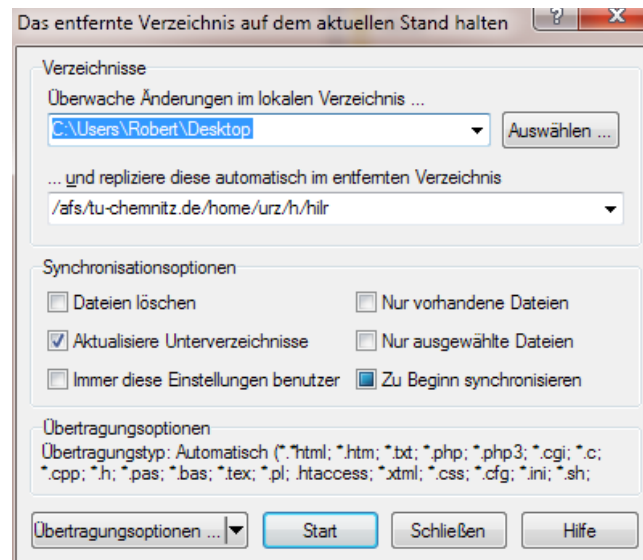 Das entfernte Verzeichnis auf dem aktuellen Stand halten
Verzeichnisse
Überwache Änderungen im lokalen Verzeichnis ...
C:\Users\Robert\Desktop
Auswählen ...
... und repliziere diese automatisch im entfernten Verzeichnis
/afs/tu-chemnitz.de/home/urz/h/hilr
Synchronisationsoptionen
Dateien löschen
Nur vorhandene Dateien
Aktualisiere Unterverzeichnisse
Nur ausgewählte Dateien
Immer diese Einstellungen benutzer
Zu Beginn synchronisieren
Übertragungsoptionen
Übertragungstyp: Automatisch (*.*html; *.htm; *.txt; *.php; *.php3; *.cgi; *.c;
*.cpp; *.h; *.pas; *.bas; *.tex; *.pl; .htaccess; *.xtml; *.css; *.cfg; *.ini; *.sh;
Übertragungsoptionen ...
Start
Schließen
Hilfe